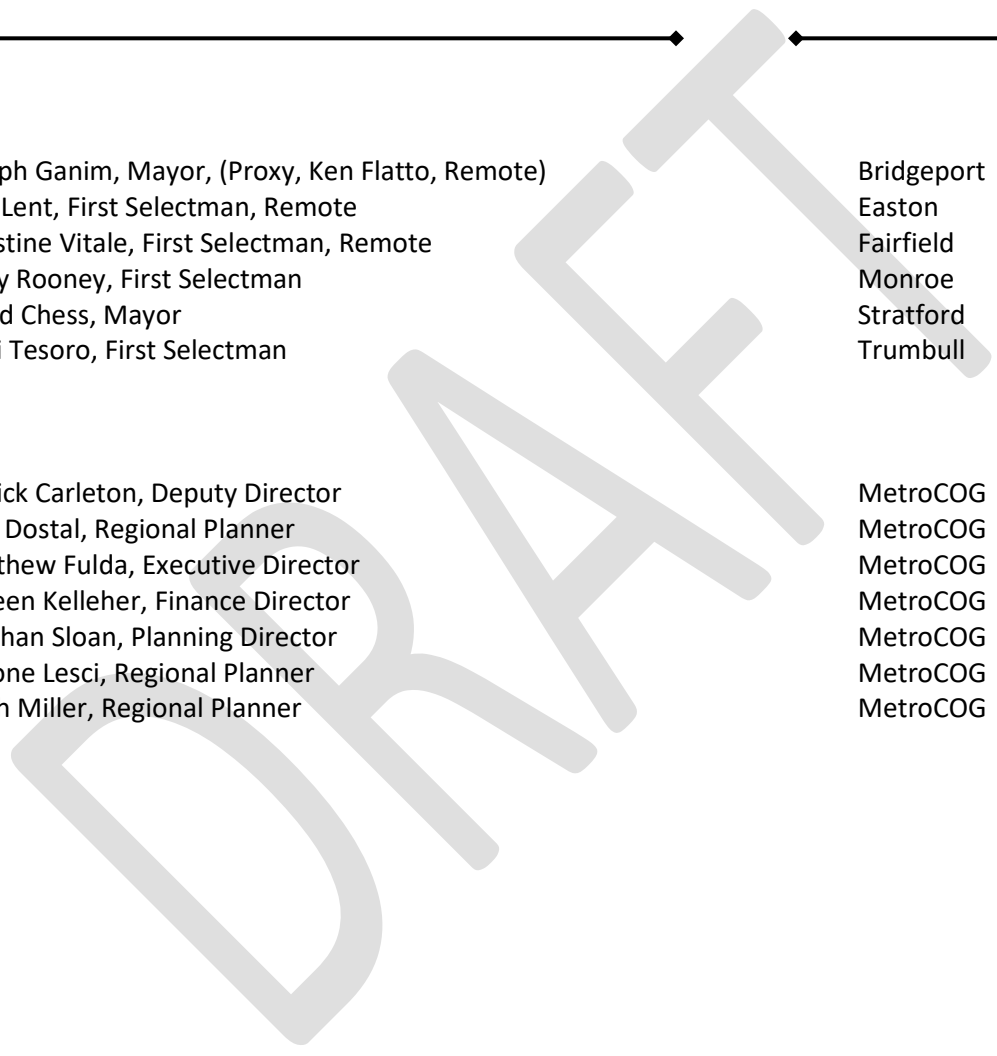 ph Ganim, Mayor, (Proxy, Ken Flatto, Remote) Bridgeport
Lent, First Selectman, Remote Easton
stine Vitale, First Selectman, Remote Fairfield
y Rooney, First Selectman Monroe
d Chess, Mayor Stratford
i Tesoro, First Selectman Trumbull
ick Carleton, Deputy Director MetroCOG
Dostal, Regional Planner MetroCOG
thew Fulda, Executive Director MetroCOG
een Kelleher, Finance Director MetroCOG
han Sloan, Planning Director MetroCOG
one Lesci, Regional Planner MetroCOG
n Miller, Regional Planner MetroCOG
DRAFT